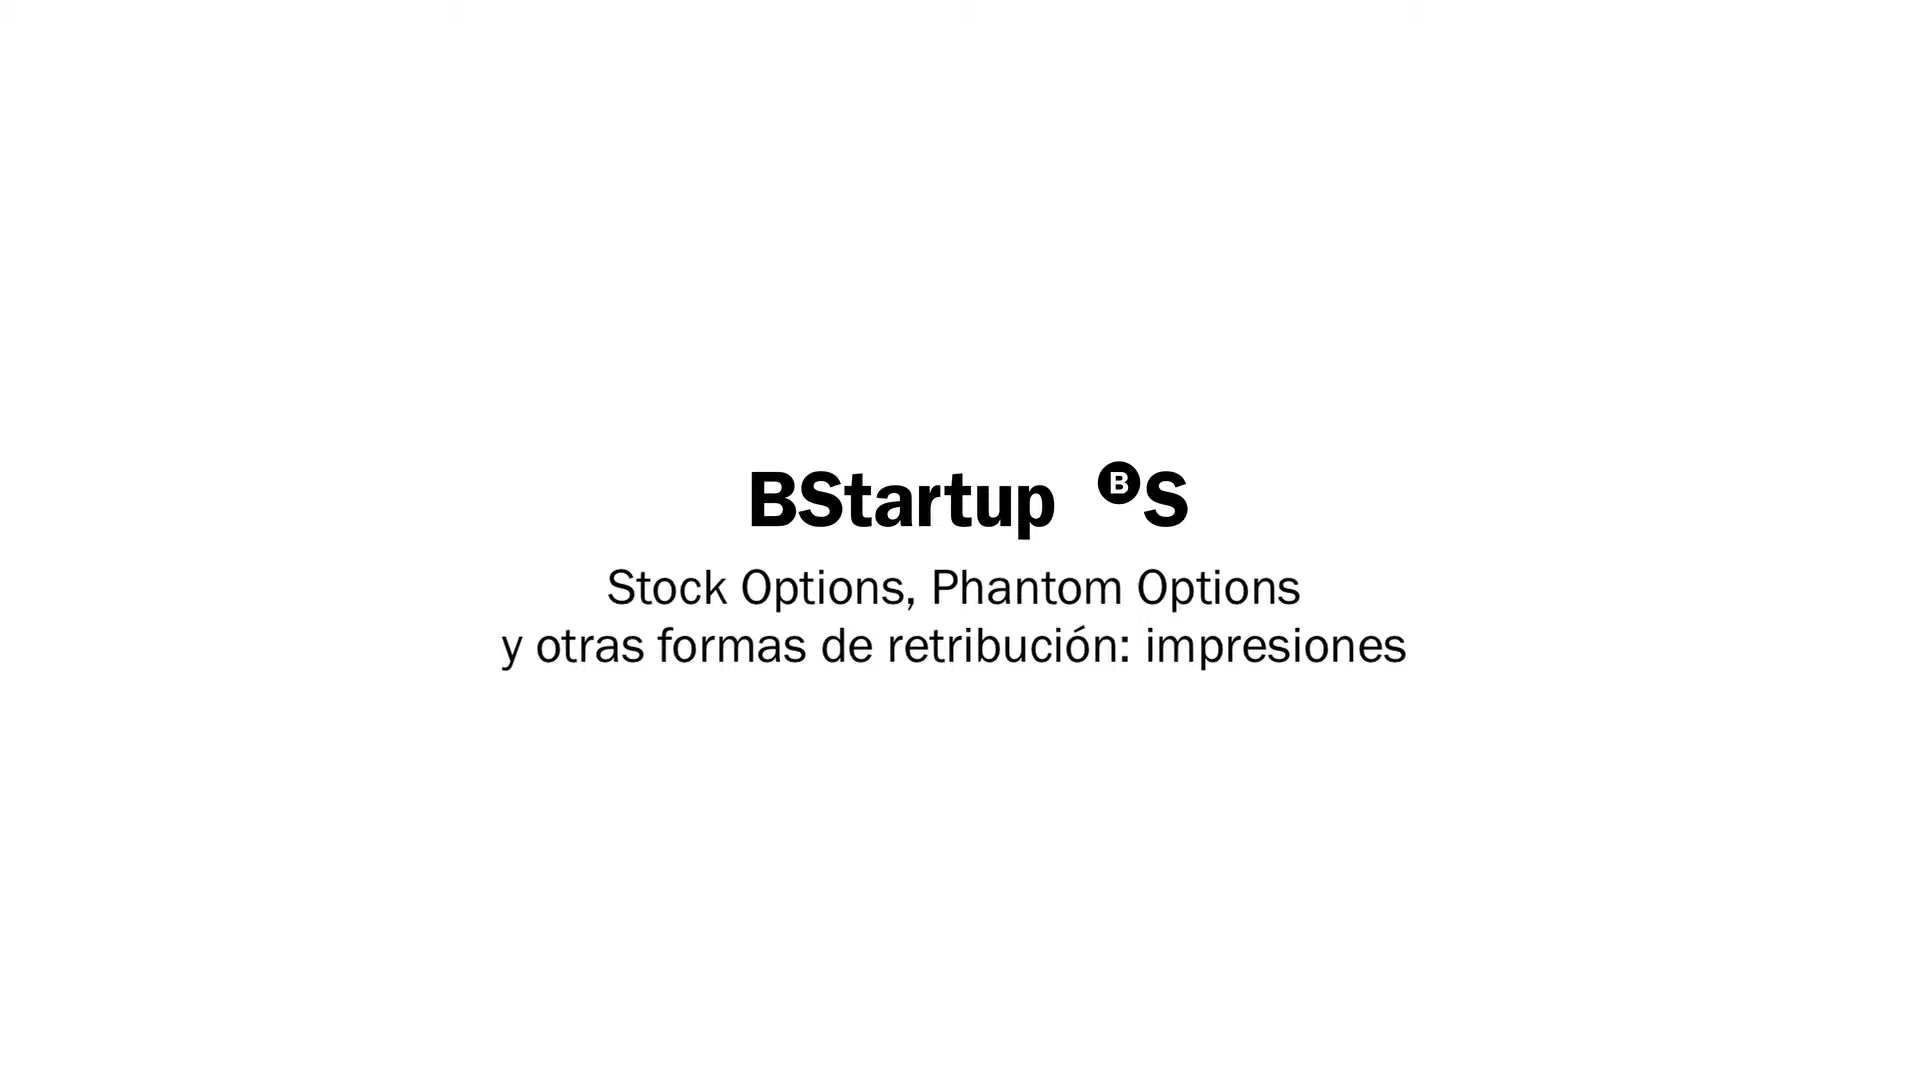 BStartup BS
Stock Options, Phantom Options
y otras formas de retribución: impresiones